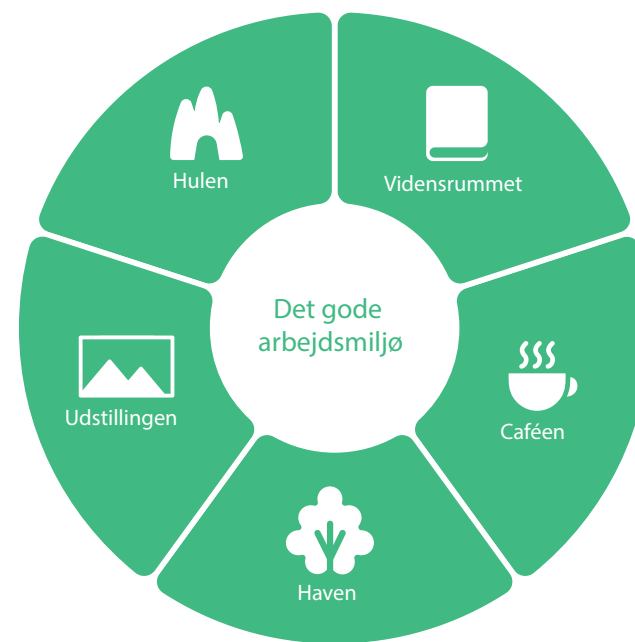 Hulen
Vidensrummet
Det gode
arbejdsmiljø
Udstillingen
Caféen
Haven